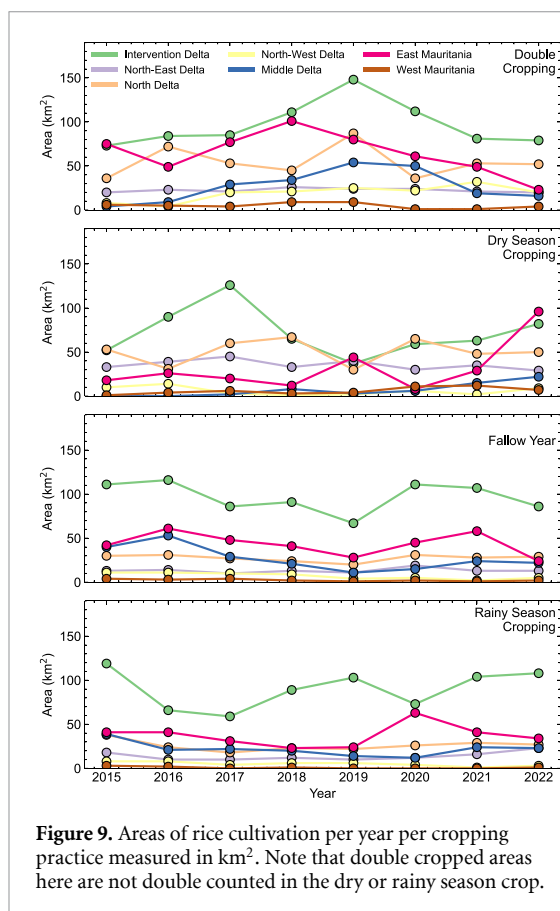 Intervention Delta North-West Delta East Mauritania Double
North-East Delta Middle Delta West Mauritania Cropping
North Delta
150
100
50
0
Area (km²)
Dry Season
Cropping
150
100
50
0
Area (km²)
Fallow Year
150
100
50
0
Area (km²)
Rainy Season
Cropping
150
100
50
0
Area (km²)
2015 2016 2017 2018 2019 2020 2021 2022
Year
Figure 9. Areas of rice cultivation per year per cropping
practice measured in km². Note that double cropped areas
here are not double counted in the dry or rainy season crop.